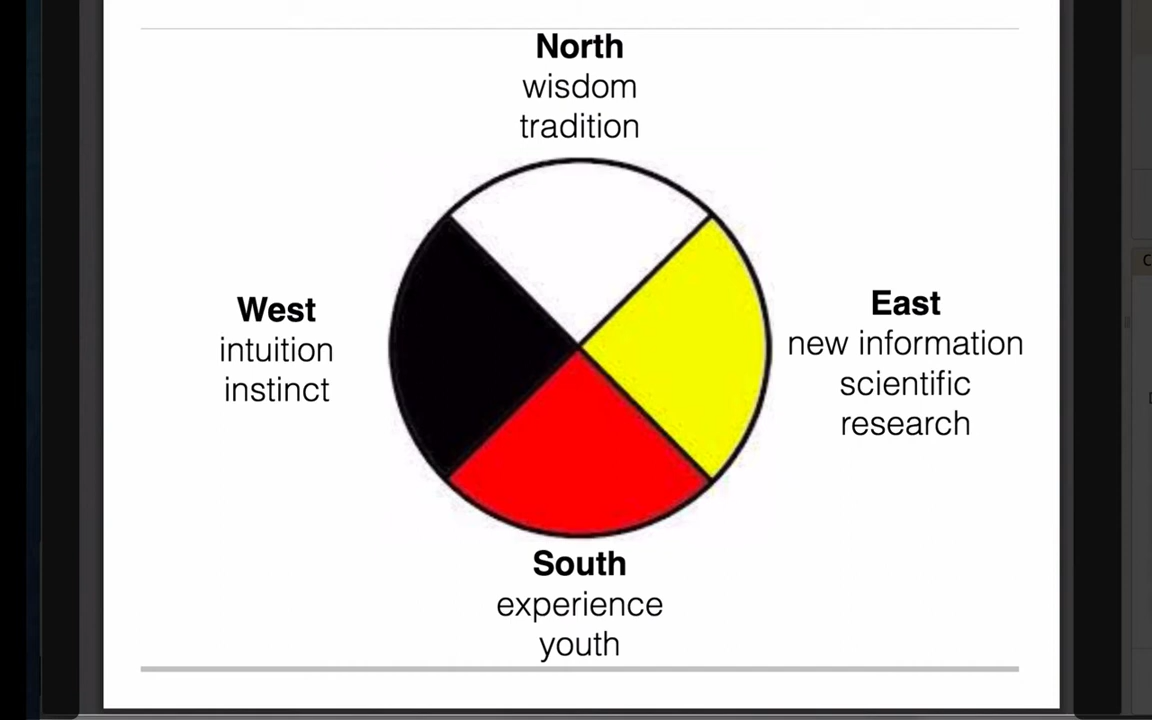 North
wisdom
tradition
West
intuition
instinct
East
new information
scientific
research
South
experience
youth